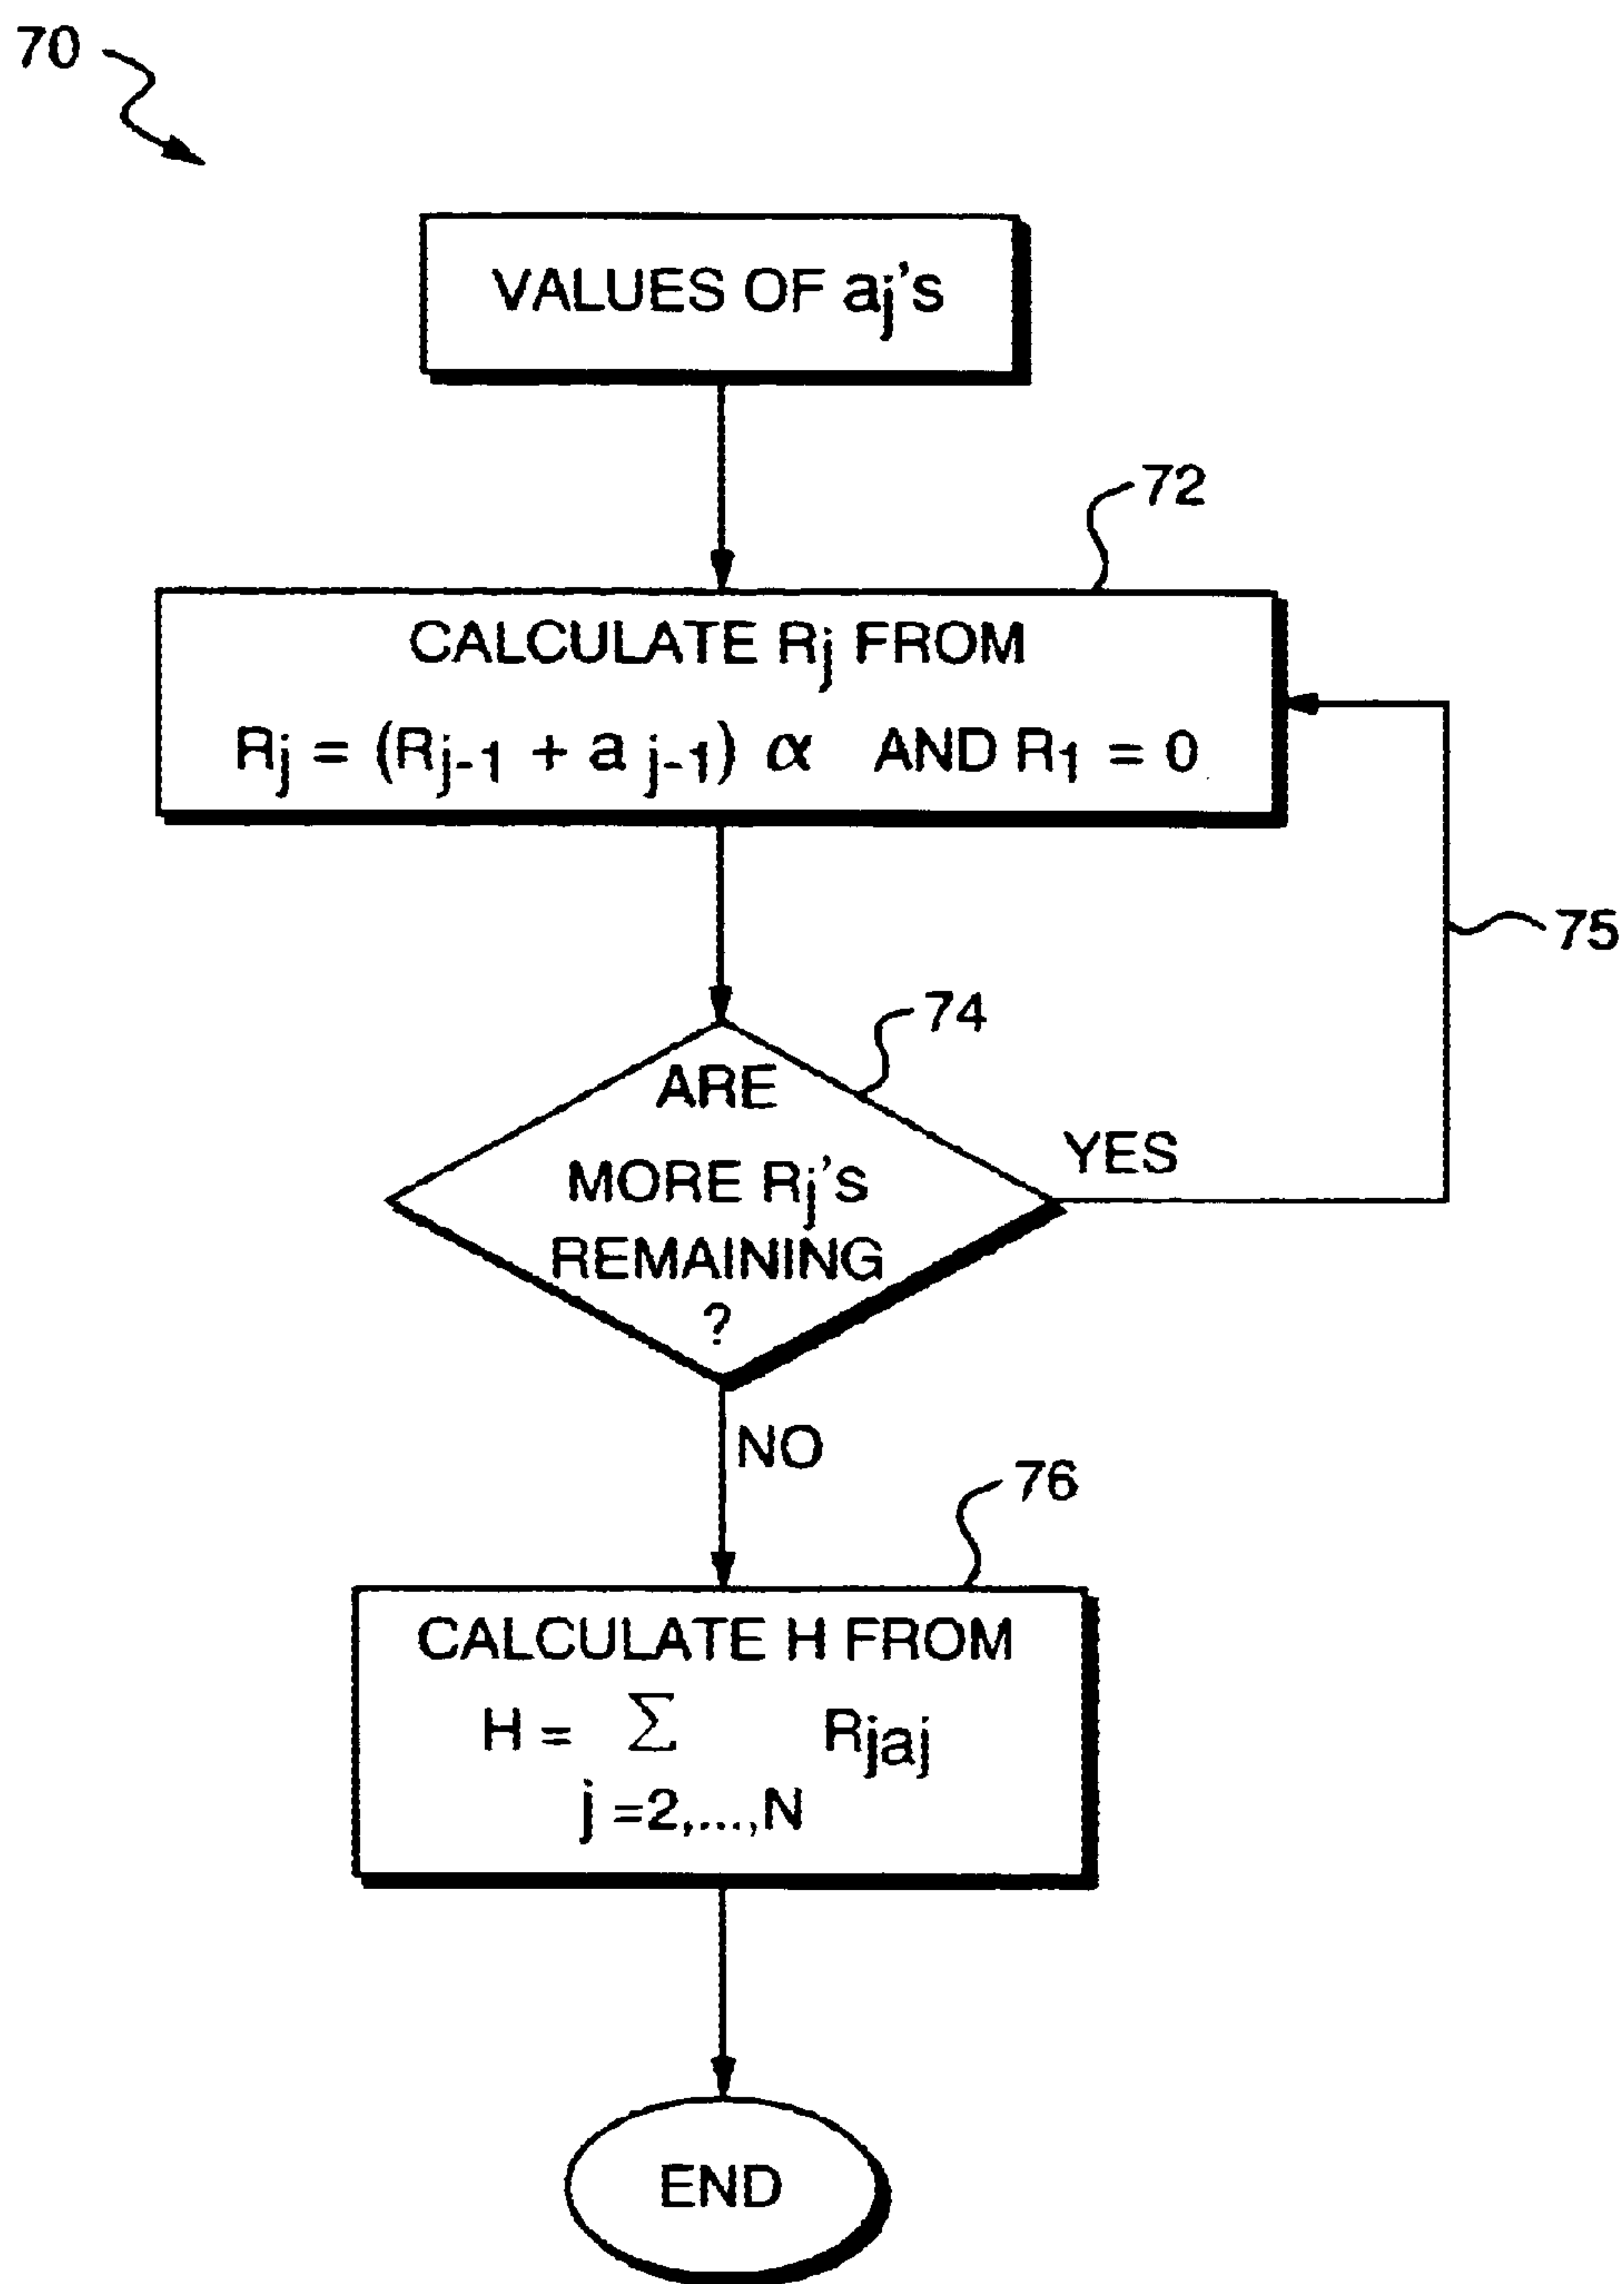 70
VALUES OF aj's
72
CALCULATE Rj FROM
Rj = (Rj-1 + a j-1) α AND R1 = 0
75
74
ARE
MORE Rj's
REMAINING
?
YES
NO
76
CALCULATE H FROM
H = Σ Rjaj
j =2,...,N
END